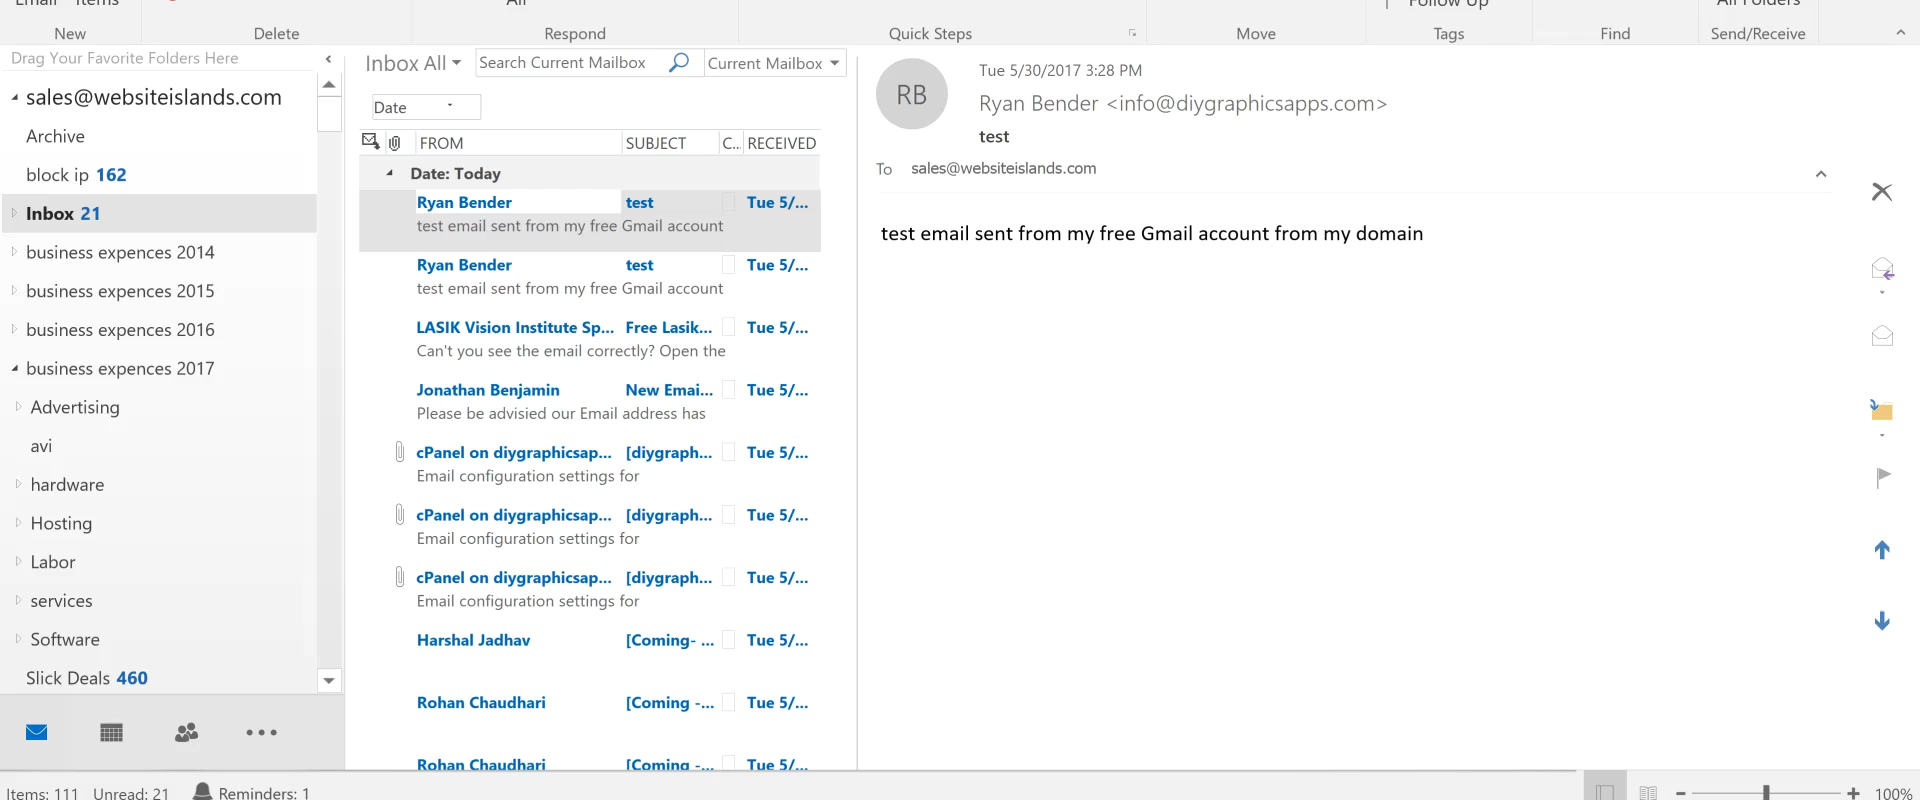 Email Items
All
Follow Up
All Folders
New
Delete
Respond
Quick Steps
Move
Tags
Find
Send/Receive
Drag Your Favorite Folders Here
sales@websiteislands.com
Archive
block ip 162
Inbox 21
business expences 2014
business expences 2015
business expences 2016
business expences 2017
Advertising
avi
hardware
Hosting
Labor
services
Software
Slick Deals 460
Inbox All
Search Current Mailbox
Current Mailbox
Date
FROM SUBJECT C... RECEIVED
Date: Today
Ryan Bender test Tue 5/...
test email sent from my free Gmail account
Ryan Bender test Tue 5/...
test email sent from my free Gmail account
LASIK Vision Institute Sp... Free Lasik... Tue 5/...
Can't you see the email correctly? Open the
Jonathan Benjamin New Emai... Tue 5/...
Please be advisied our Email address has
cPanel on diygraphicsap... [diygraph... Tue 5/...
Email configuration settings for
cPanel on diygraphicsap... [diygraph... Tue 5/...
Email configuration settings for
cPanel on diygraphicsap... [diygraph... Tue 5/...
Email configuration settings for
Harshal Jadhav [Coming- ... Tue 5/...
Rohan Chaudhari [Coming -... Tue 5/...
Rohan Chaudhari [Coming -... Tue 5/...
RB
Tue 5/30/2017 3:28 PM
Ryan Bender <info@diygraphicsapps.com>
test
To sales@websiteislands.com
test email sent from my free Gmail account from my domain
Items: 111 Unread: 21 Reminders: 1
100%